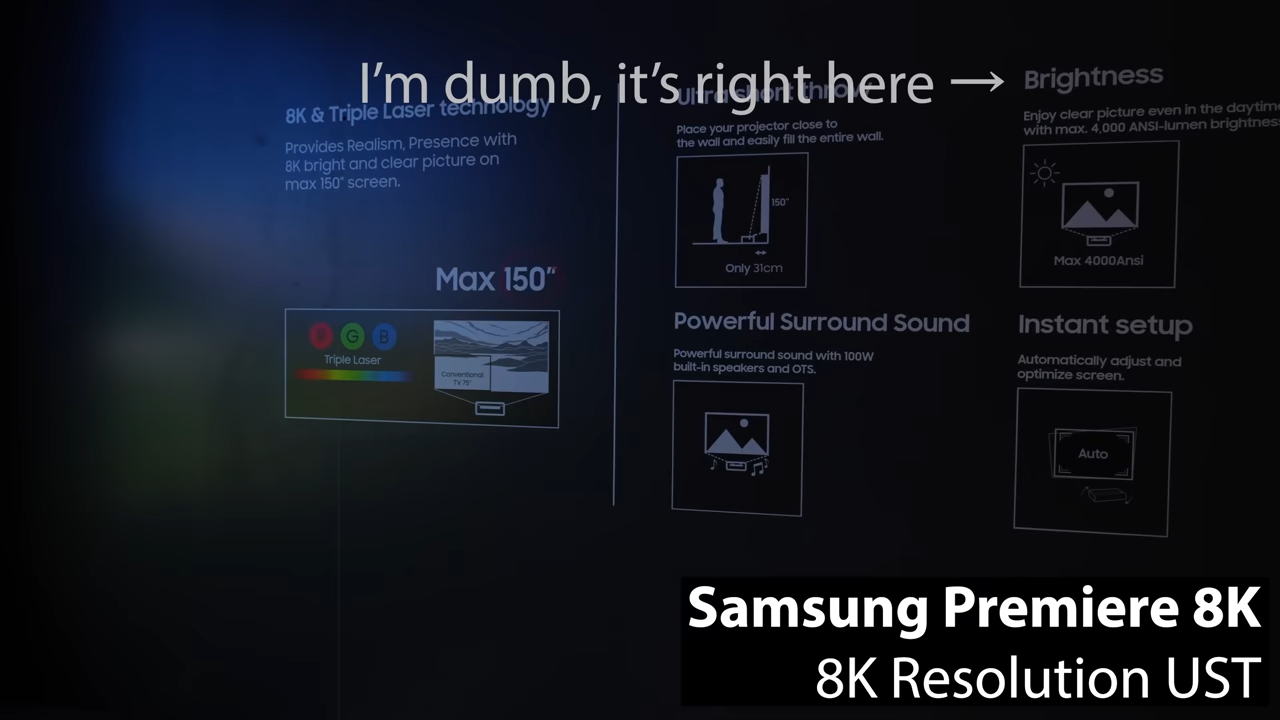 I'm dumb, it's right here →
8K & Triple Laser technology
Provides Realism, Presence with
8K bright and clear picture on
max 150" screen.
Max 150"
R G B
Triple Laser
Conventional
TV 75"
Ultra short throw
Place your projector close to
the wall and easily fill the entire wall.
150"
Only 31cm
Brightness
Enjoy clear picture even in the daytime
with max. 4,000 ANSI-lumen brightness
Max 4000Ansi
Powerful Surround Sound
Powerful surround sound with 100W
built-in speakers and OTS.
Instant setup
Automatically adjust and
optimize screen.
Auto
Samsung Premiere 8K
8K Resolution UST